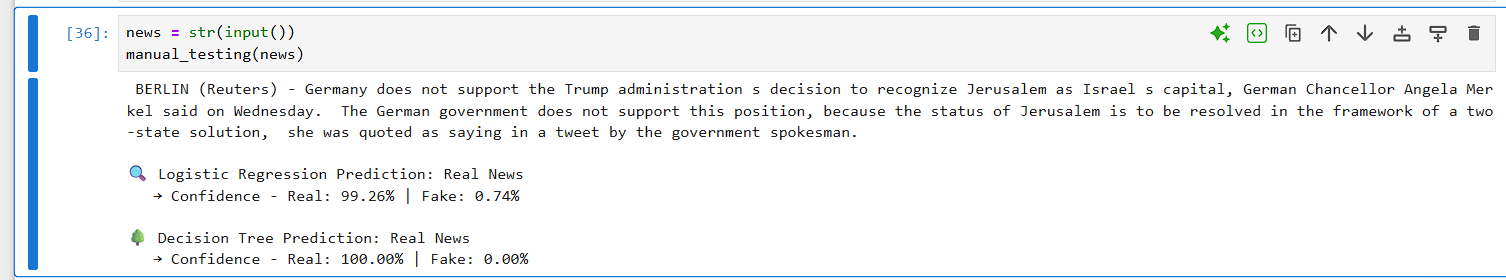 [36]: news = str(input())
manual_testing(news)
BERLIN (Reuters) - Germany does not support the Trump administration s decision to recognize Jerusalem as Israel s capital, German Chancellor Angela Mer
kel said on Wednesday.  The German government does not support this position, because the status of Jerusalem is to be resolved in the framework of a two
-state solution,  she was quoted as saying in a tweet by the government spokesman.
🔍 Logistic Regression Prediction: Real News
→ Confidence - Real: 99.26% | Fake: 0.74%
🌳 Decision Tree Prediction: Real News
→ Confidence - Real: 100.00% | Fake: 0.00%